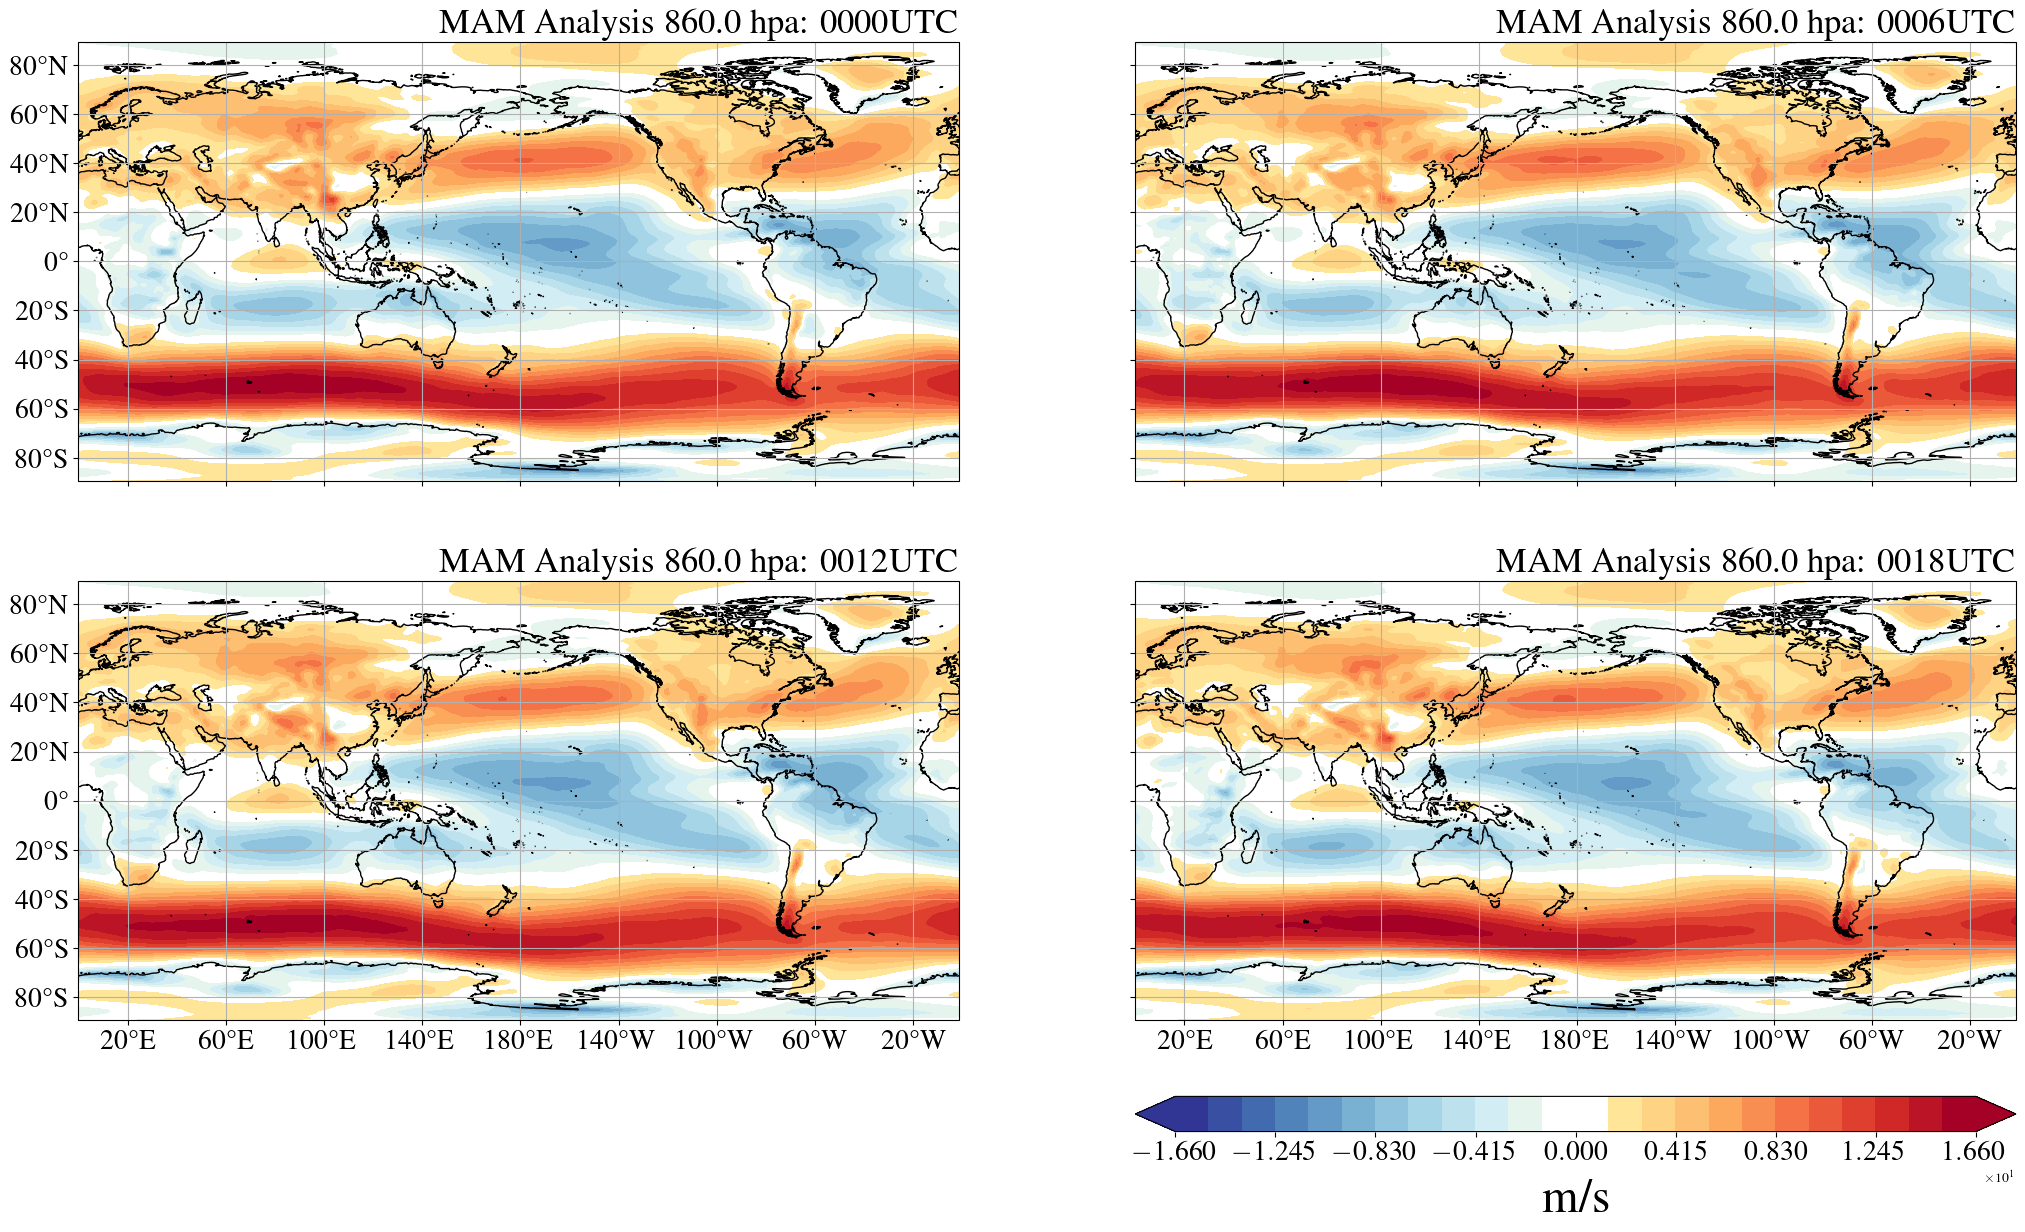 MAM Analysis 860.0 hpa: 0000UTC
MAM Analysis 860.0 hpa: 0006UTC
80°N
60°N
40°N
20°N
0°
20°S
40°S
60°S
80°S
MAM Analysis 860.0 hpa: 0012UTC
MAM Analysis 860.0 hpa: 0018UTC
80°N
60°N
40°N
20°N
0°
20°S
40°S
60°S
80°S
20°E 60°E 100°E 140°E 180°E 140°W 100°W 60°W 20°W
20°E 60°E 100°E 140°E 180°E 140°W 100°W 60°W 20°W
−1.660 −1.245 −0.830 −0.415 0.000 0.415 0.830 1.245 1.660
×10¹
m/s